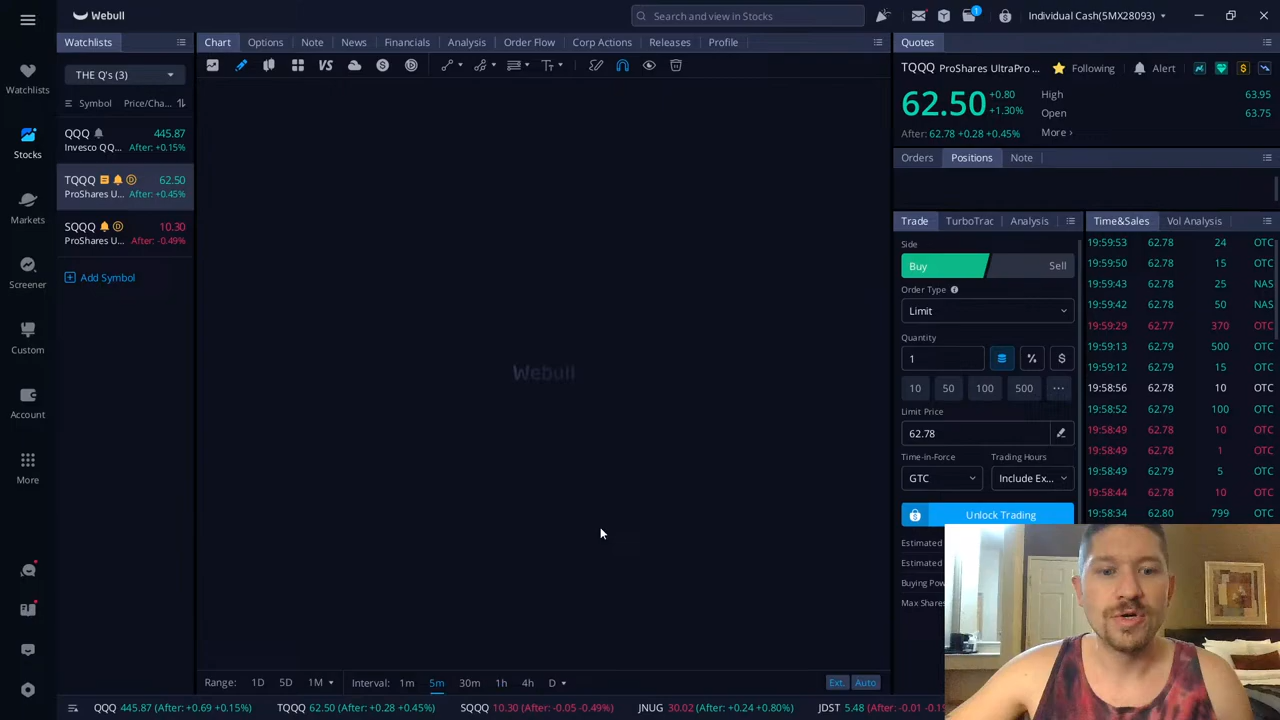 Webull
Search and view in Stocks
1
Individual Cash(5MX28093)
Watchlists
Chart Options Note News Financials Analysis Order Flow Corp Actions Releases Profile
Quotes
Watchlists
Stocks
Markets
Screener
Custom
Account
More
THE Q's (3)
Symbol Price/Cha...
QQQ 445.87
Invesco QQ... After: +0.15%
TQQQ D 62.50
ProShares U... After: +0.45%
SQQQ D 10.30
ProShares U... After: -0.49%
Add Symbol
VS
Webull
Range: 1D 5D 1M Interval: 1m 5m 30m 1h 4h D
Ext. Auto
TQQQ ProShares UltraPro ... Following Alert
62.50 +0.80
+1.30%
After: 62.78 +0.28 +0.45%
High 63.95
Open 63.75
More
Orders Positions Note
Trade TurboTrac Analysis
Side
Buy Sell
Order Type
Limit
Quantity
1 % $
10 50 100 500 ...
Limit Price
62.78
Time-in-Force Trading Hours
GTC Include Ex...
Unlock Trading
Estimated
Estimated
Buying Pow
Max Shares
Time&Sales Vol Analysis
19:59:53 62.78 24 OTC
19:59:50 62.78 15 OTC
19:59:43 62.78 25 NAS
19:59:42 62.78 50 NAS
19:59:29 62.77 370 OTC
19:59:13 62.78 500 OTC
19:59:12 62.78 15 OTC
19:58:56 62.78 10 OTC
19:58:52 62.79 100 OTC
19:58:49 62.78 10 OTC
19:58:49 62.78 1 OTC
19:58:49 62.79 5 OTC
19:58:44 62.78 10 OTC
19:58:34 62.80 799 OTC
QQQ 445.87 (After: +0.69 +0.15%) TQQQ 62.50 (After: +0.28 +0.45%) SQQQ 10.30 (After: -0.05 -0.49%) JNUG 30.02 (After: +0.24 +0.80%) JDST 5.48 (After: -0.01